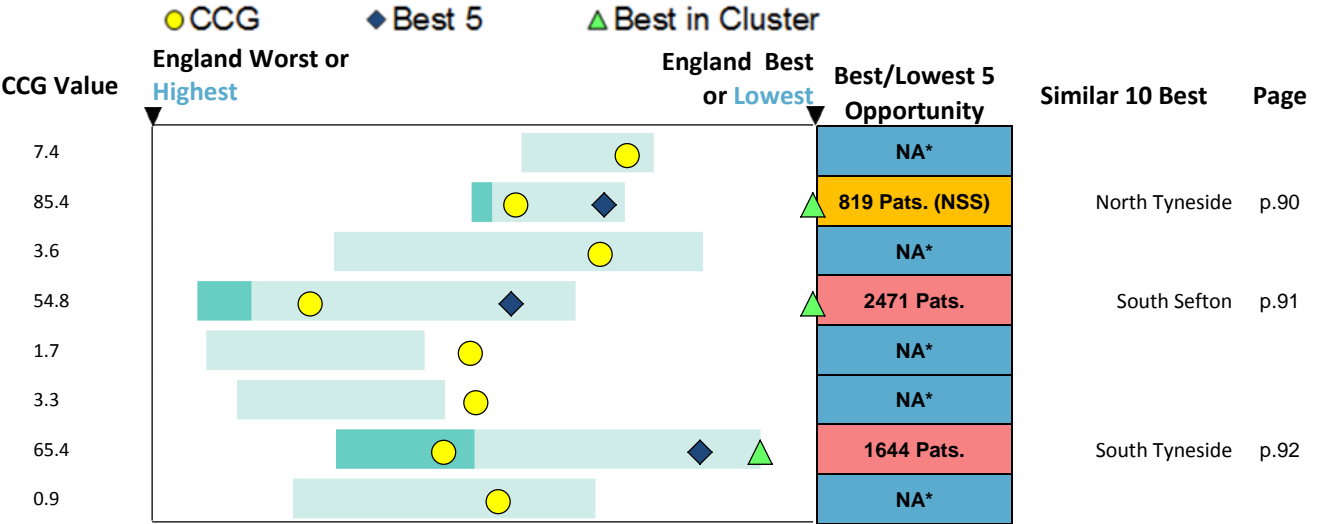 CCG Best 5 Best in Cluster
CCG Value
England Worst or
Highest
England Best
or Lowest
Best/Lowest 5
Opportunity
Similar 10 Best
Page
7.4 NA*
85.4 819 Pats. (NSS) North Tyneside p.90
3.6 NA*
54.8 2471 Pats. South Sefton p.91
1.7 NA*
3.3 NA*
65.4 1644 Pats. South Tyneside p.92
0.9 NA*